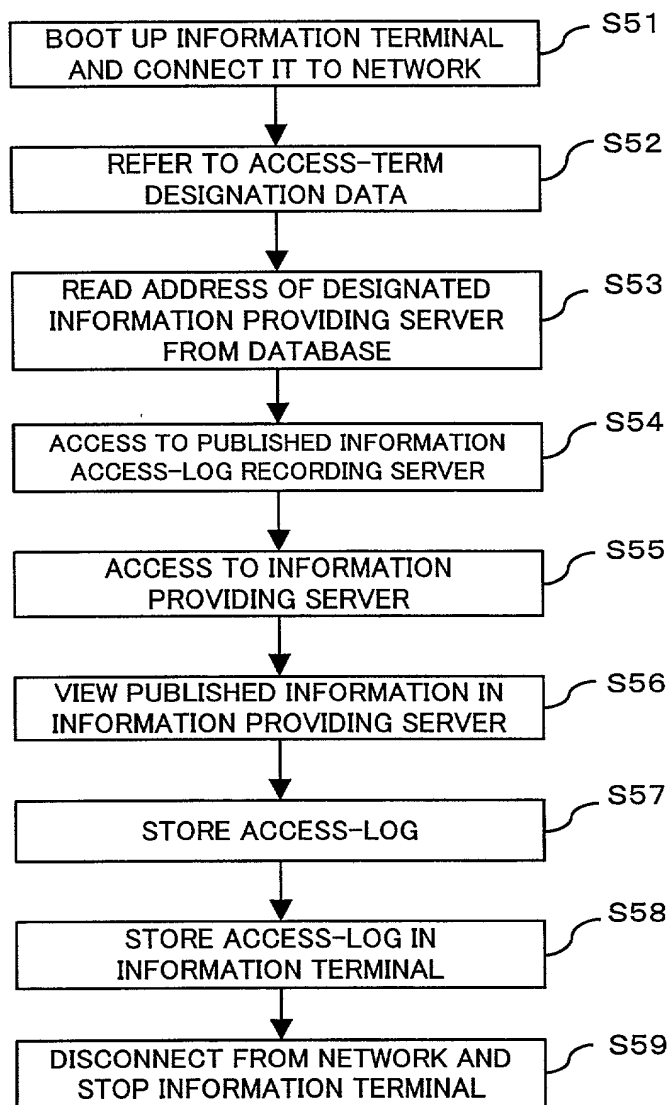 S51
BOOT UP INFORMATION TERMINAL
AND CONNECT IT TO NETWORK
S52
REFER TO ACCESS-TERM
DESIGNATION DATA
S53
READ ADDRESS OF DESIGNATED
INFORMATION PROVIDING SERVER
FROM DATABASE
S54
ACCESS TO PUBLISHED INFORMATION
ACCESS-LOG RECORDING SERVER
S55
ACCESS TO INFORMATION
PROVIDING SERVER
S56
VIEW PUBLISHED INFORMATION IN
INFORMATION PROVIDING SERVER
S57
STORE ACCESS-LOG
S58
STORE ACCESS-LOG IN
INFORMATION TERMINAL
S59
DISCONNECT FROM NETWORK AND
STOP INFORMATION TERMINAL